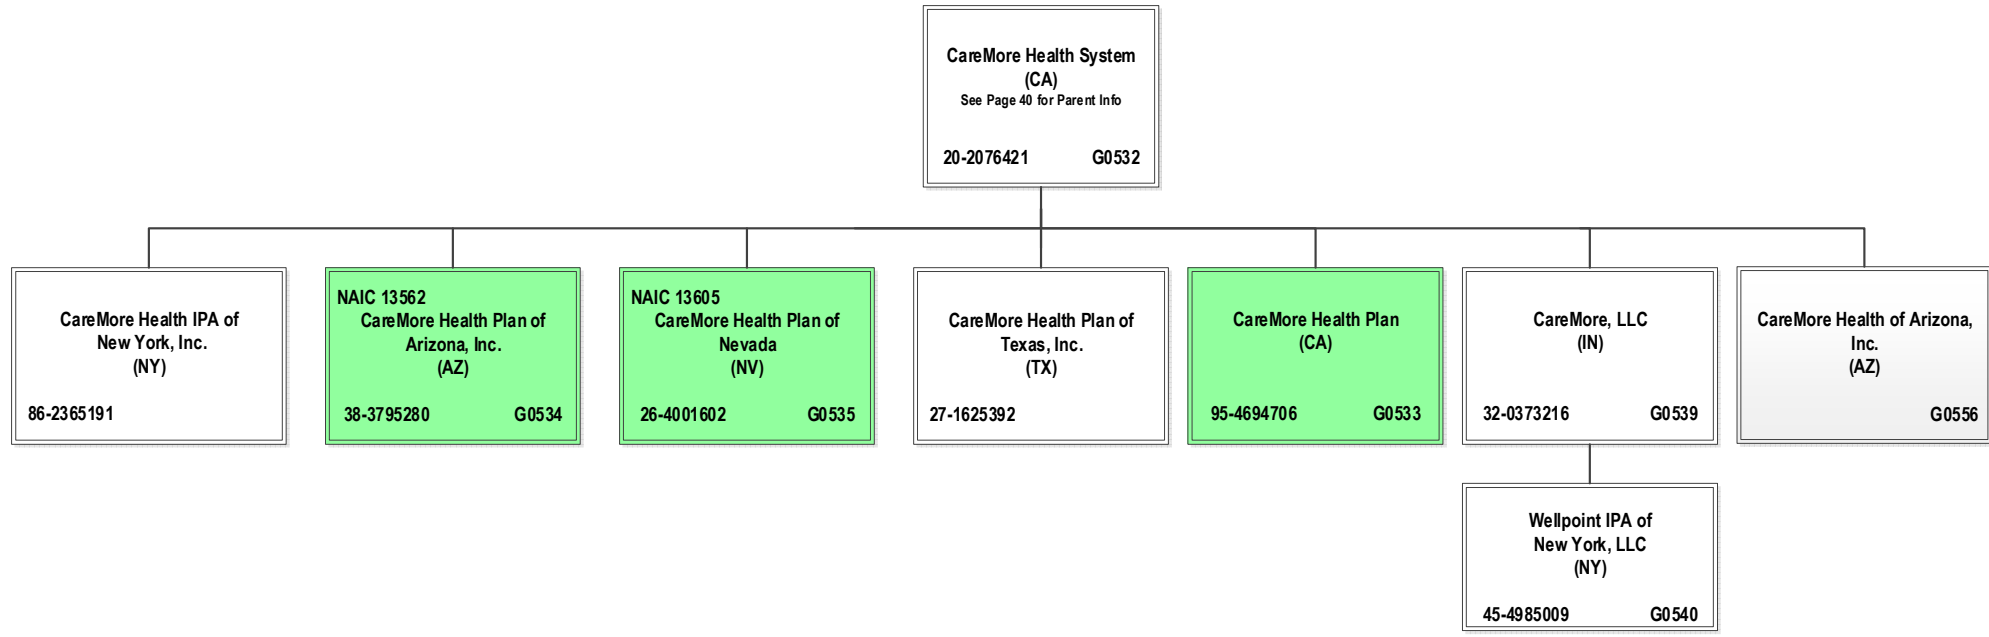 CareMore Health System
(CA)
See Page 40 for Parent Info
20-2076421 G0532
CareMore Health IPA of
New York, Inc.
(NY)
86-2365191
NAIC 13562
CareMore Health Plan of
Arizona, Inc.
(AZ)
38-3795280 G0534
NAIC 13605
CareMore Health Plan of
Nevada
(NV)
26-4001602 G0535
CareMore Health Plan of
Texas, Inc.
(TX)
27-1625392
CareMore Health Plan
(CA)
95-4694706 G0533
CareMore, LLC
(IN)
32-0373216 G0539
CareMore Health of Arizona,
Inc.
(AZ)
G0556
Wellpoint IPA of
New York, LLC
(NY)
45-4985009 G0540